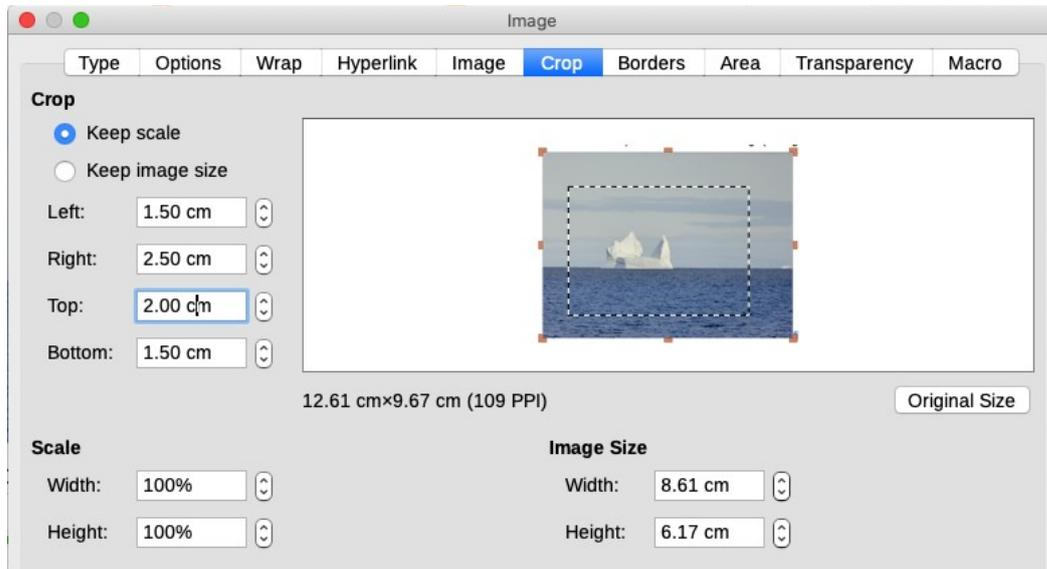 Image
Type Options Wrap Hyperlink Image Crop Borders Area Transparency Macro
Crop
Keep scale
Keep image size
Left: 1.50 cm
Right: 2.50 cm
Top: 2.00 cm
Bottom: 1.50 cm
12.61 cm×9.67 cm (109 PPI)
Original Size
Scale
Width: 100%
Height: 100%
Image Size
Width: 8.61 cm
Height: 6.17 cm